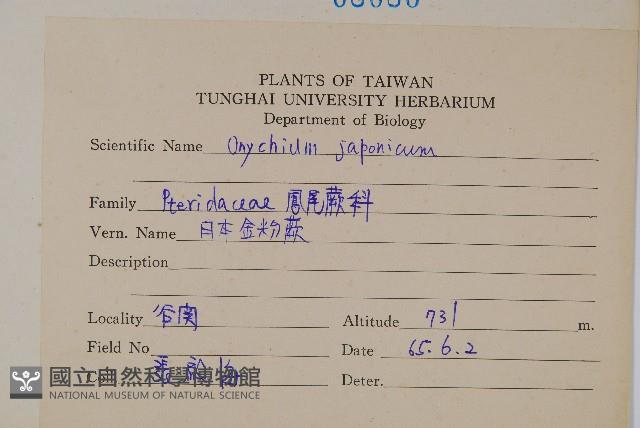 PLANTS OF TAIWAN
TUNGHAI UNIVERSITY HERBARIUM
Department of Biology
Scientific Name Onychium japonicum
Family Pteridaceae 鳳尾蕨科
Vern. Name 日本金粉蕨
Description
Locality 谷関
Altitude 731 m.
Field No
Date 65.6.2
Coll. 張
Deter.
國立自然科學博物館
NATIONAL MUSEUM OF NATURAL SCIENCE